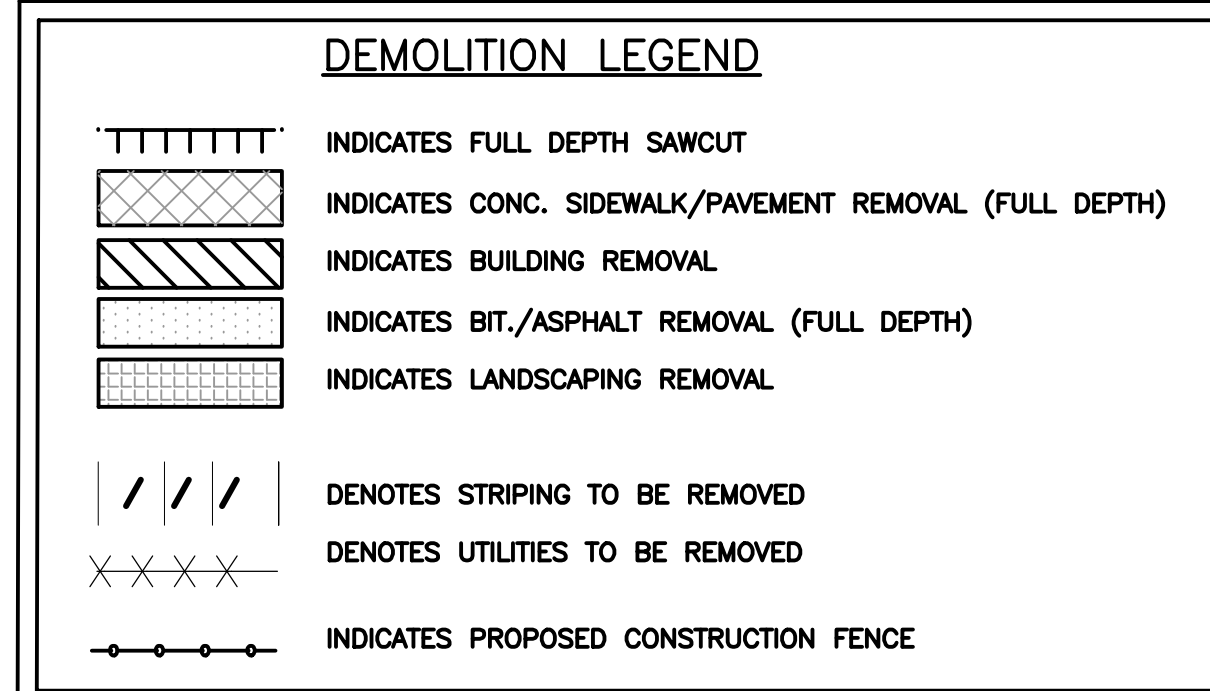 DEMOLITION LEGEND
INDICATES FULL DEPTH SAWCUT
INDICATES CONC. SIDEWALK/PAVEMENT REMOVAL (FULL DEPTH)
INDICATES BUILDING REMOVAL
INDICATES BIT./ASPHALT REMOVAL (FULL DEPTH)
INDICATES LANDSCAPING REMOVAL
DENOTES STRIPING TO BE REMOVED
DENOTES UTILITIES TO BE REMOVED
INDICATES PROPOSED CONSTRUCTION FENCE